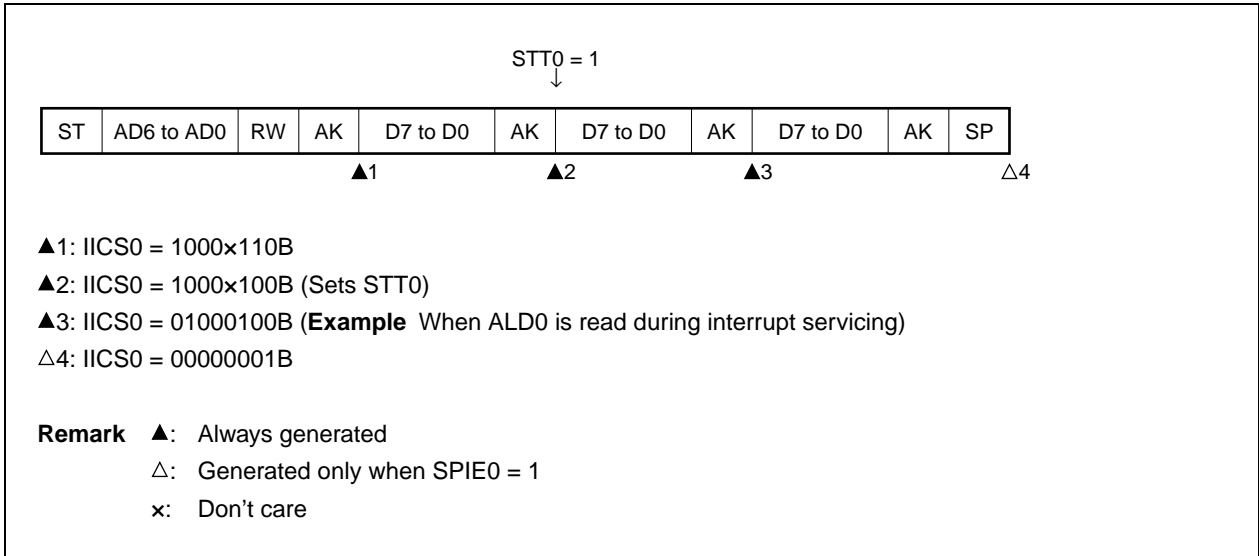 STT0 = 1
↓
ST AD6 to AD0 RW AK D7 to D0 AK D7 to D0 AK D7 to D0 AK SP
▲1 ▲2 ▲3 △4
▲1: IICS0 = 1000×110B
▲2: IICS0 = 1000×100B (Sets STT0)
▲3: IICS0 = 01000100B (Example When ALD0 is read during interrupt servicing)
△4: IICS0 = 00000001B
Remark ▲: Always generated
△: Generated only when SPIE0 = 1
×: Don't care